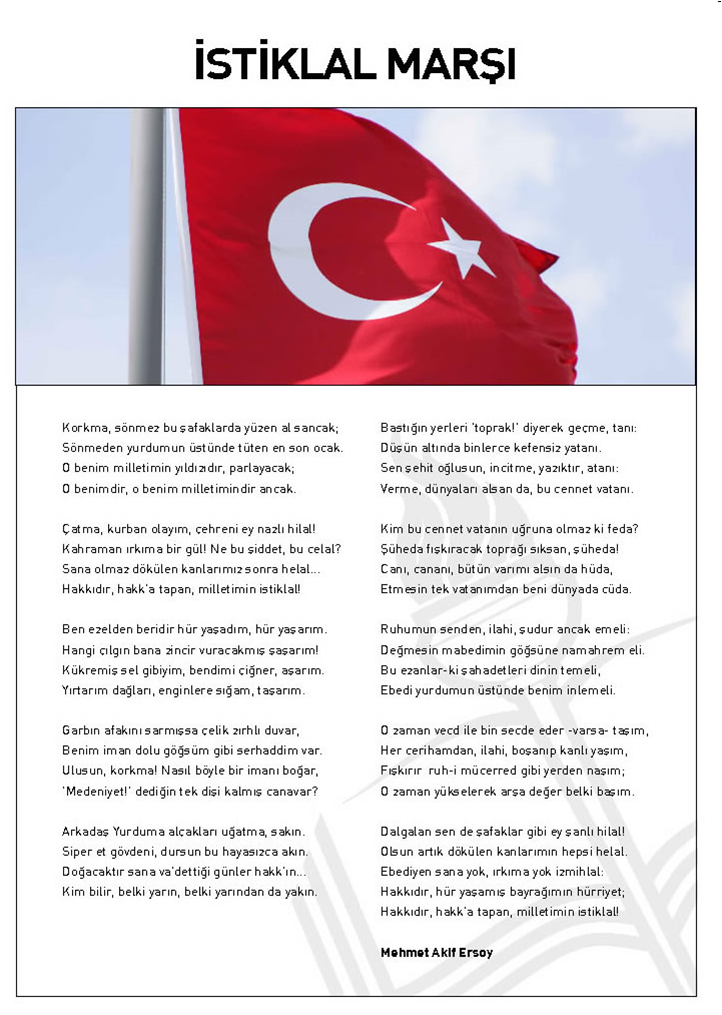 İSTİKLAL MARŞI
Korkma, sönmez bu şafaklarda yüzen al sancak;
Sönmeden yurdumun üstünde tüten en son ocak.
O benim milletimin yıldızıdır, parlayacak;
O benimdir, o benim milletimindir ancak.
Çatma, kurban olayım, çehreni ey nazlı hilal!
Kahraman ırkıma bir gül! Ne bu şiddet, bu celal?
Sana olmaz dökülen kanlarımız sonra helal...
Hakkıdır, hakk'a tapan, milletimin istiklal!
Ben ezelden beridir hür yaşadım, hür yaşarım.
Hangi çılgın bana zincir vuracakmış şaşarım!
Kükremiş sel gibiyim, bendimi çiğner, aşarım.
Yırtarım dağları, enginlere sığam, taşarım.
Garbın afakını sarmışsa çelik zırhlı duvar,
Benim iman dolu göğsüm gibi serhaddim var.
Ulusun, korkma! Nasıl böyle bir imanı boğar,
'Medeniyet!' dediğin tek dişi kalmış canavar?
Arkadaş Yurduma alçakları uğatma, sakın.
Siper et gövdeni, dursun bu hayasızca akın.
Doğacaktır sana va'dettiği günler hakk'ın...
Kim bilir, belki yarın, belki yarından da yakın.
Bastığın yerleri 'toprak!' diyerek geçme, tanı:
Düşün altında binlerce kefensiz yatanı.
Sen şehit oğlusun, incitme, yazıktır, atanı:
Verme, dünyaları alsan da, bu cennet vatanı.
Kim bu cennet vatanın uğruna olmaz ki feda?
Şüheda fışkıracak toprağı sıksan, şüheda!
Canı, cananı, bütün varımı alsın da hüda,
Etmesin tek vatanımdan beni dünyada cüda.
Ruhumun senden, ilahi, şudur ancak emeli:
Değmesin mabedimin göğsüne namahrem eli.
Bu ezanlar-ki şahadetleri dinin temeli,
Ebedi yurdumun üstünde benim inlemeli.
O zaman vecd ile bin secde eder -varsa- taşım,
Her cerihamdan, ilahi, boşanıp kanlı yaşım,
Fışkırır ruh-i mücerred gibi yerden naşım;
O zaman yükselerek arşa değer belki başım.
Dalgalan sen de şafaklar gibi ey şanlı hilal!
Olsun artık dökülen kanlarımın hepsi helal.
Ebediyen sana yok, ırkıma yok izmihlal:
Hakkıdır, hür yaşamış bayrağımın hürriyet;
Hakkıdır, hakk'a tapan, milletimin istiklal!
Mehmet Akif Ersoy